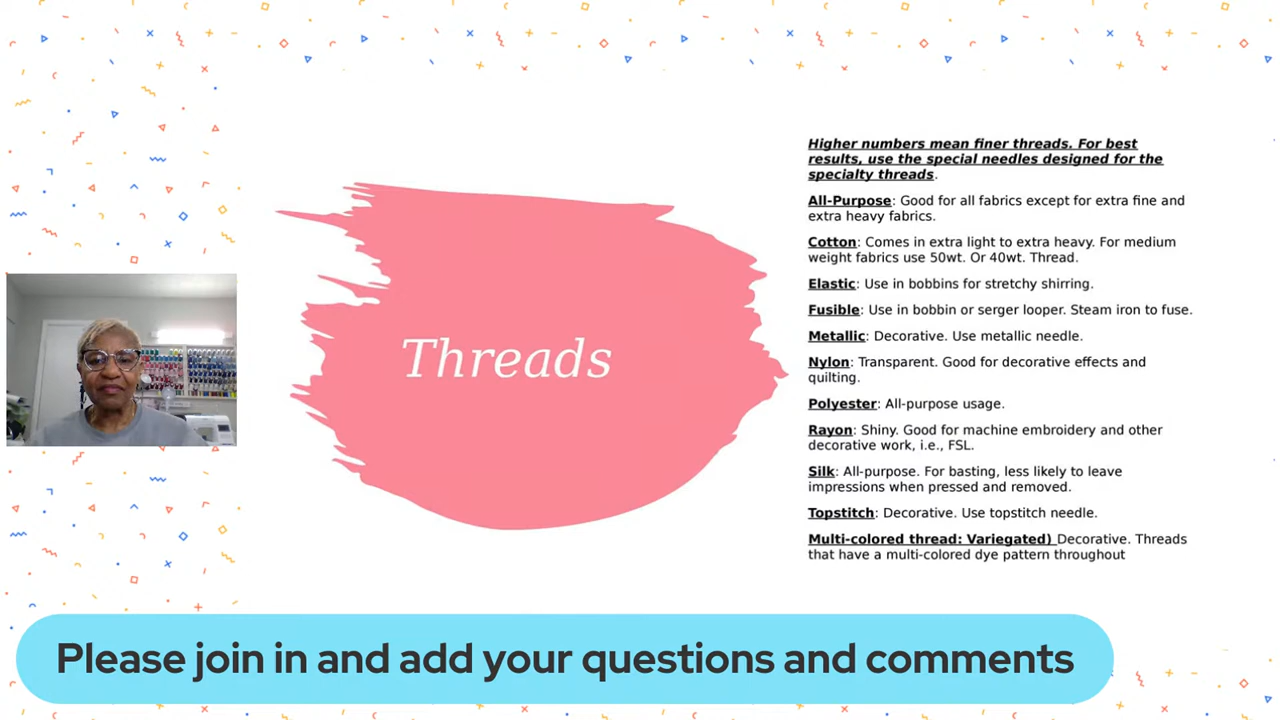 Higher numbers mean finer threads. For best
results, use the special needles designed for the
specialty threads.
All-Purpose: Good for all fabrics except for extra fine and
extra heavy fabrics.
Cotton: Comes in extra light to extra heavy. For medium
weight fabrics use 50wt. Or 40wt. Thread.
Elastic: Use in bobbins for stretchy shirring.
Fusible: Use in bobbin or serger looper. Steam iron to fuse.
Metallic: Decorative. Use metallic needle.
Nylon: Transparent. Good for decorative effects and
quilting.
Polyester: All-purpose usage.
Rayon: Shiny. Good for machine embroidery and other
decorative work, i.e., FSL.
Silk: All-purpose. For basting, less likely to leave
impressions when pressed and removed.
Topstitch: Decorative. Use topstitch needle.
Multi-colored thread: Variegated) Decorative. Threads
that have a multi-colored dye pattern throughout
Threads
Please join in and add your questions and comments